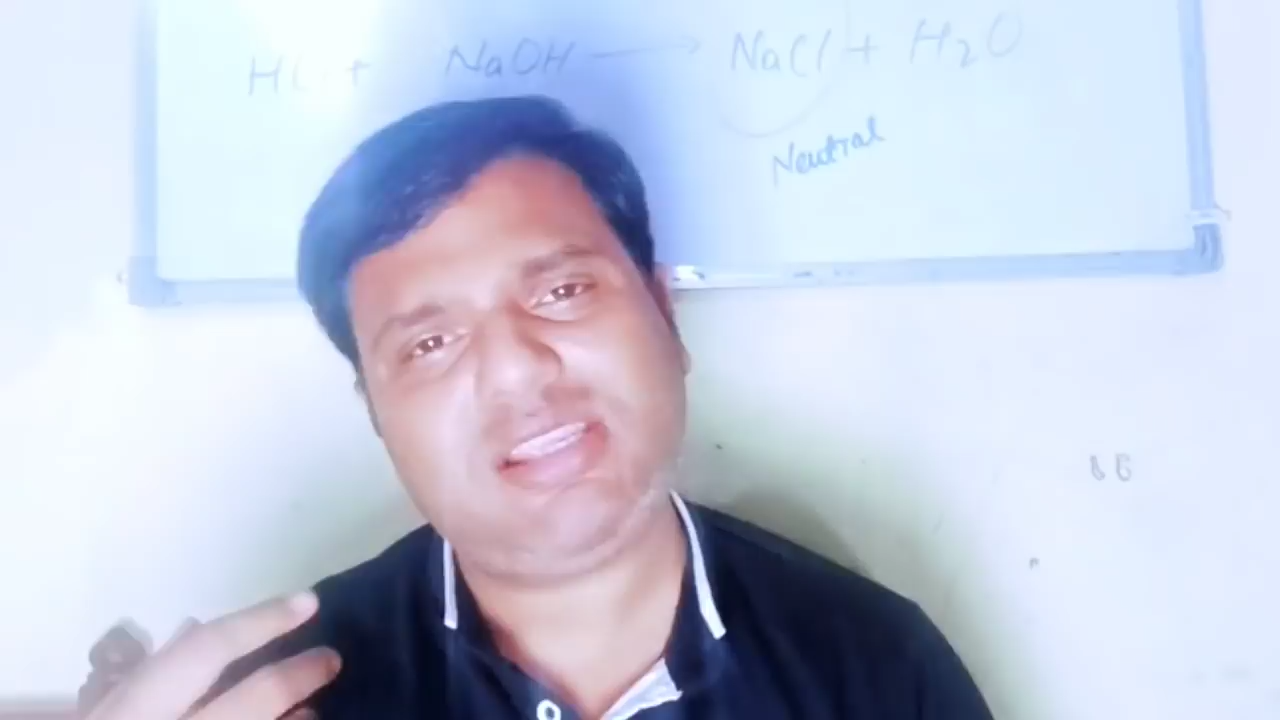 HCl + NaOH → NaCl + H₂O
Neutral